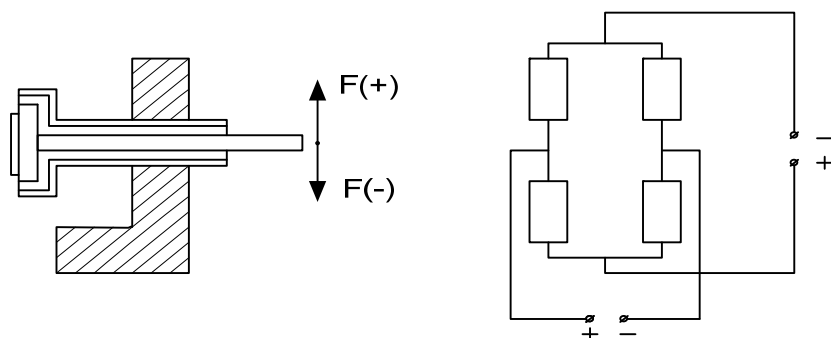 F(+)
F(-)
−
+
+ −